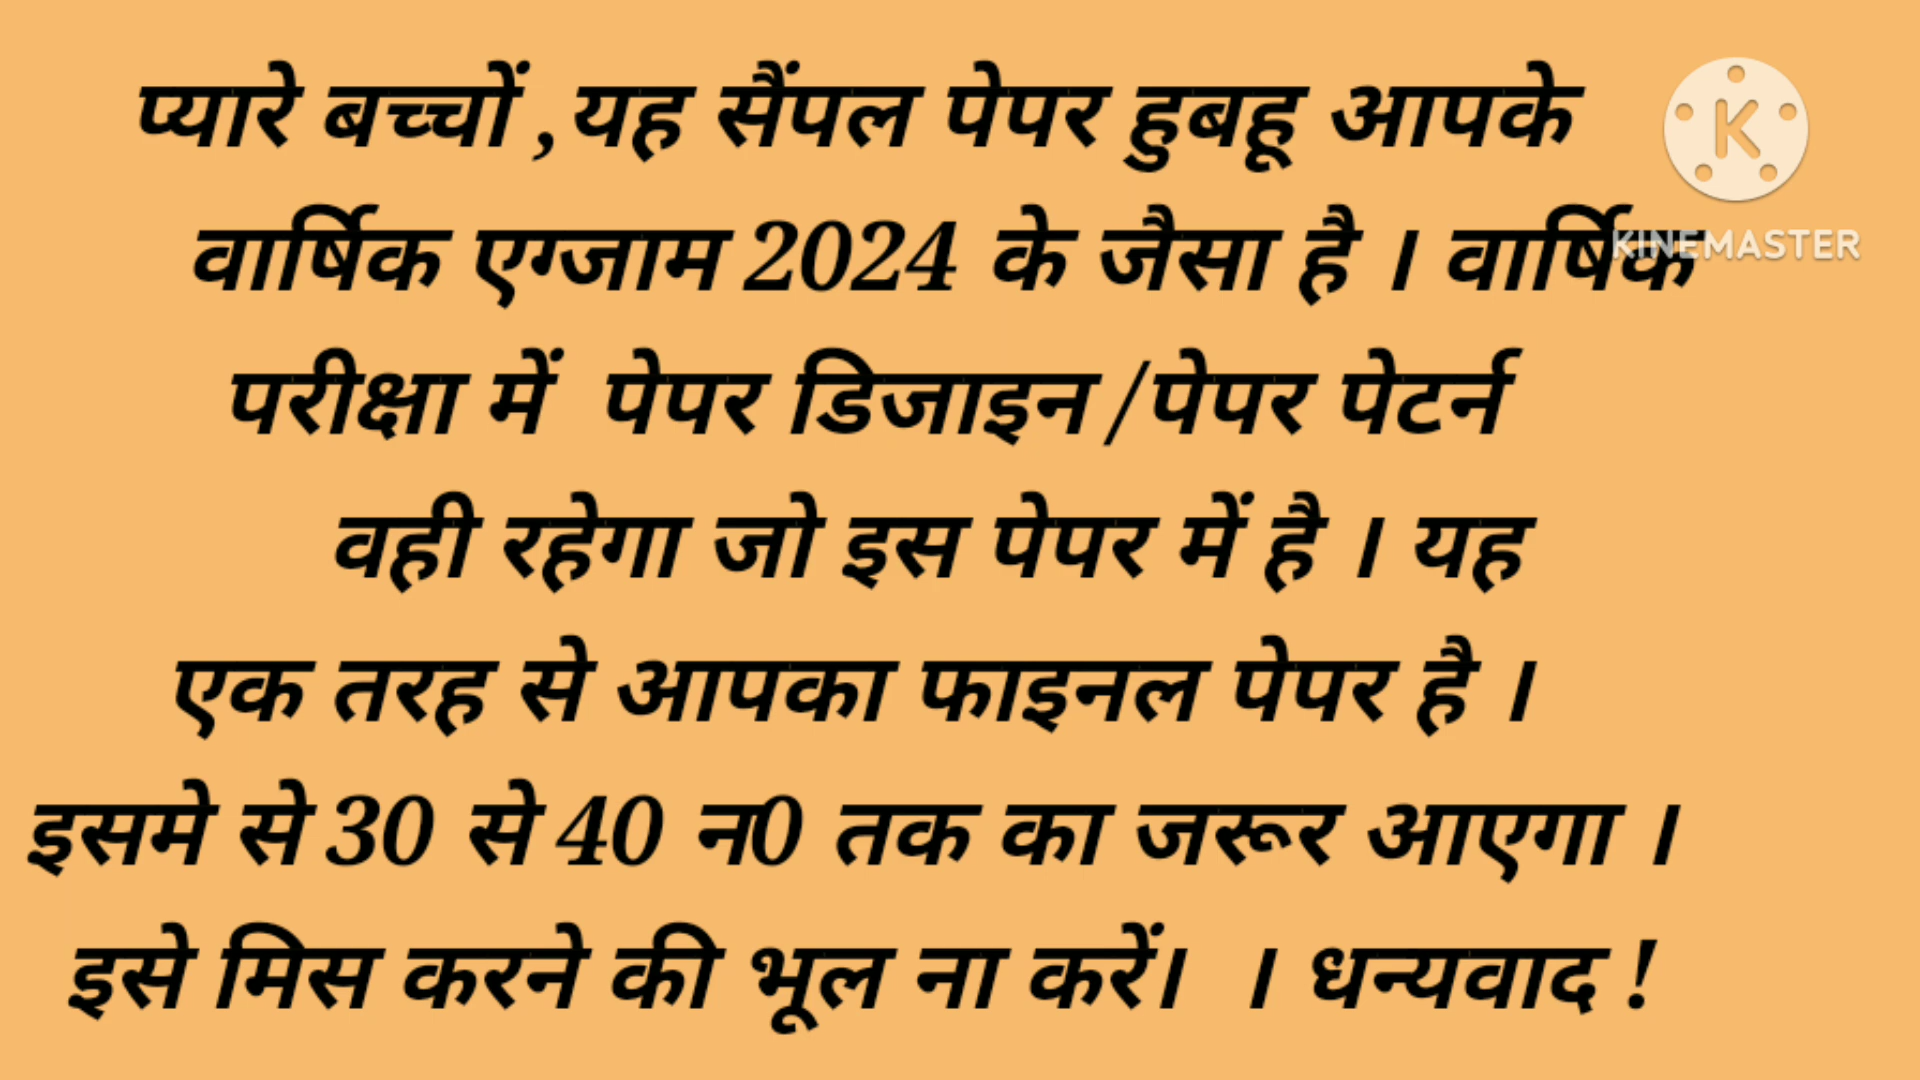 प्यारे बच्चों ,यह सैंपल पेपर हुबहू आपके
वार्षिक एग्जाम 2024 के जैसा है । वार्षिक
परीक्षा में पेपर डिजाइन /पेपर पेटर्न
वही रहेगा जो इस पेपर में है । यह
एक तरह से आपका फाइनल पेपर है ।
इसमे से 30 से 40 न0 तक का जरूर आएगा ।
इसे मिस करने की भूल ना करें। । धन्यवाद !
K
KINEMASTER